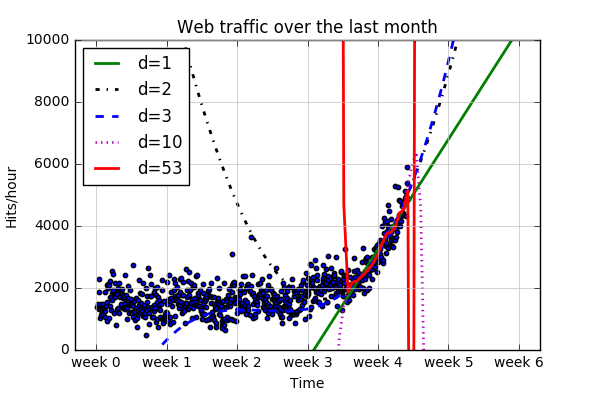 Web traffic over the last month
10000
8000
6000
4000
2000
0
Hits/hour
d=1
d=2
d=3
d=10
d=53
week 0 week 1 week 2 week 3 week 4 week 5 week 6
Time